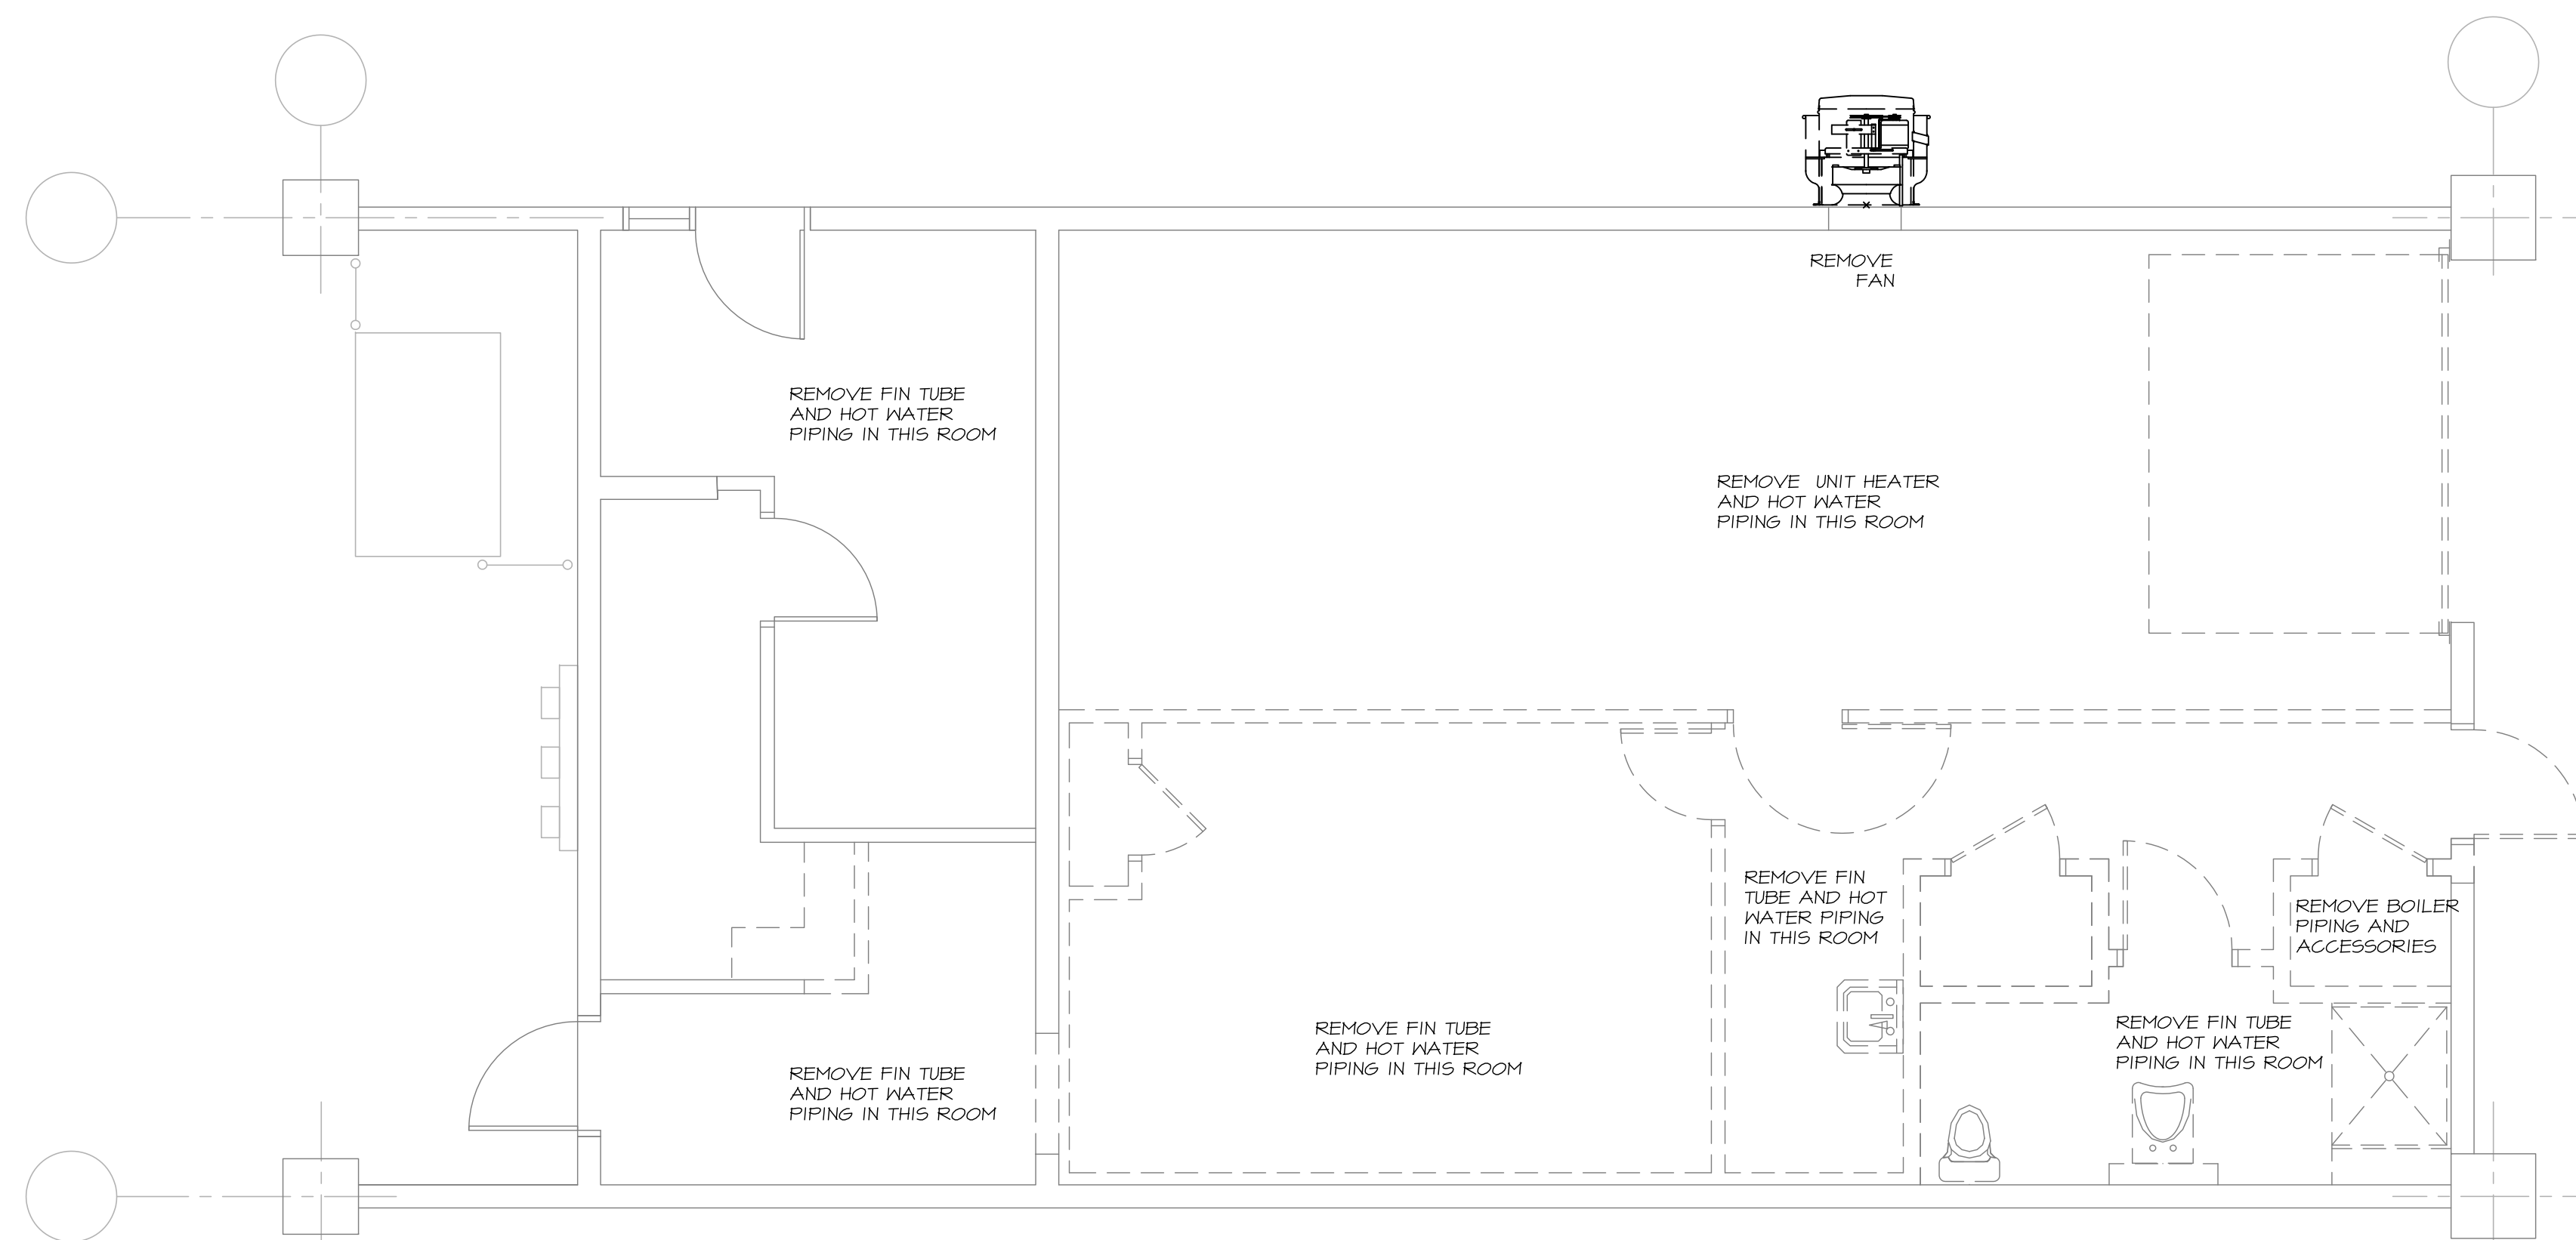 REMOVE
FAN
REMOVE FIN TUBE
AND HOT WATER
PIPING IN THIS ROOM
REMOVE UNIT HEATER
AND HOT WATER
PIPING IN THIS ROOM
REMOVE FIN
TUBE AND HOT
WATER PIPING
IN THIS ROOM
REMOVE BOILER
PIPING AND
ACCESSORIES
REMOVE FIN TUBE
AND HOT WATER
PIPING IN THIS ROOM
REMOVE FIN TUBE
AND HOT WATER
PIPING IN THIS ROOM
REMOVE FIN TUBE
AND HOT WATER
PIPING IN THIS ROOM